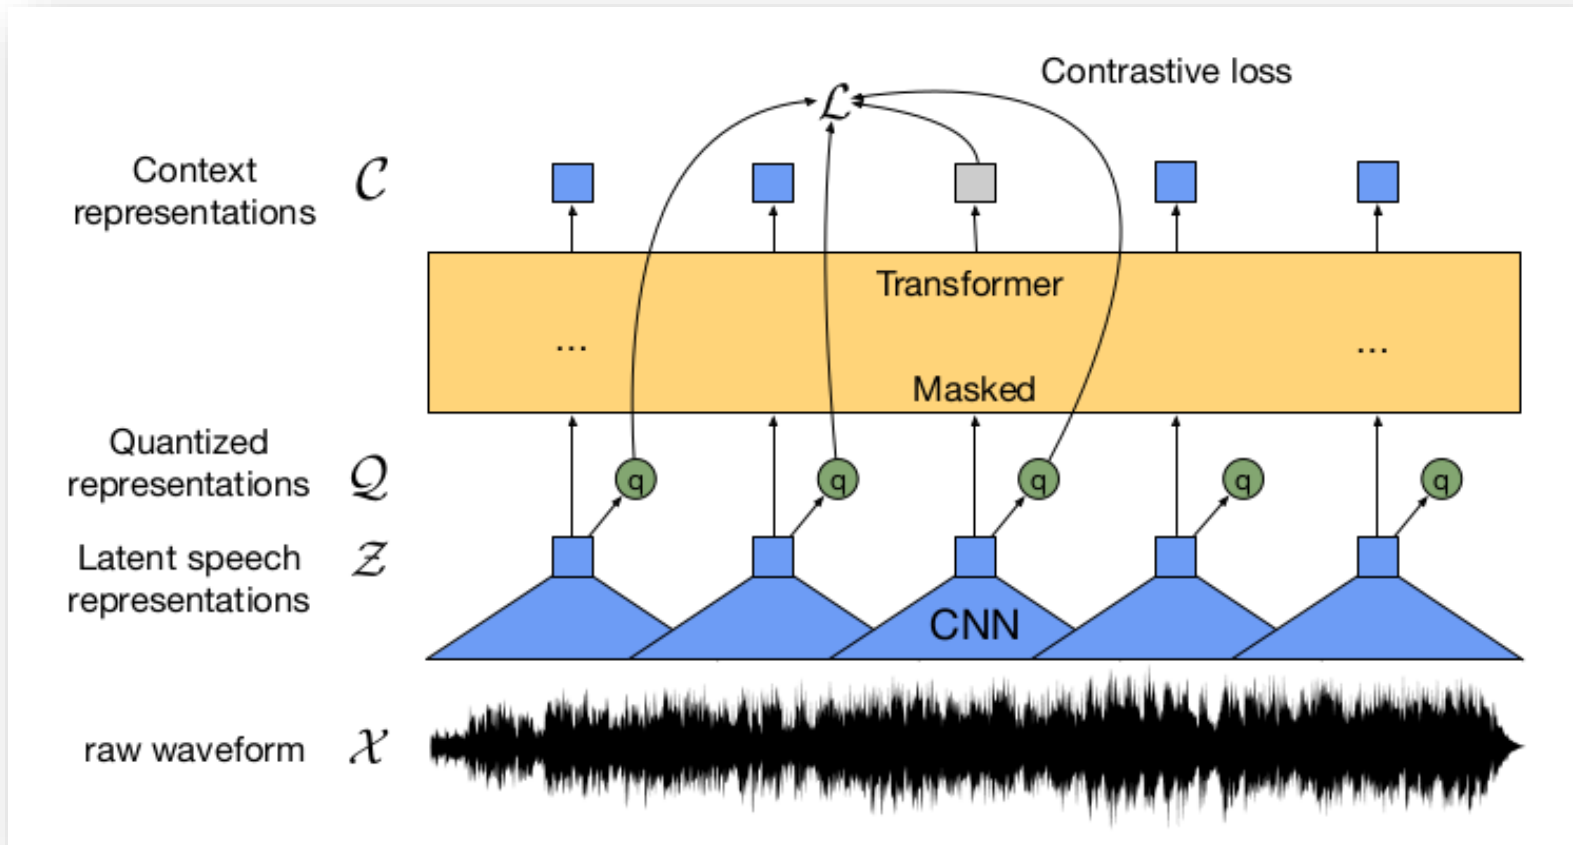 Contrastive loss
ℒ
Context
representations
𝒞
Transformer
... ...
Masked
Quantized
representations
𝒬
q q q q q
Latent speech
representations
𝒵
CNN
raw waveform
𝒳